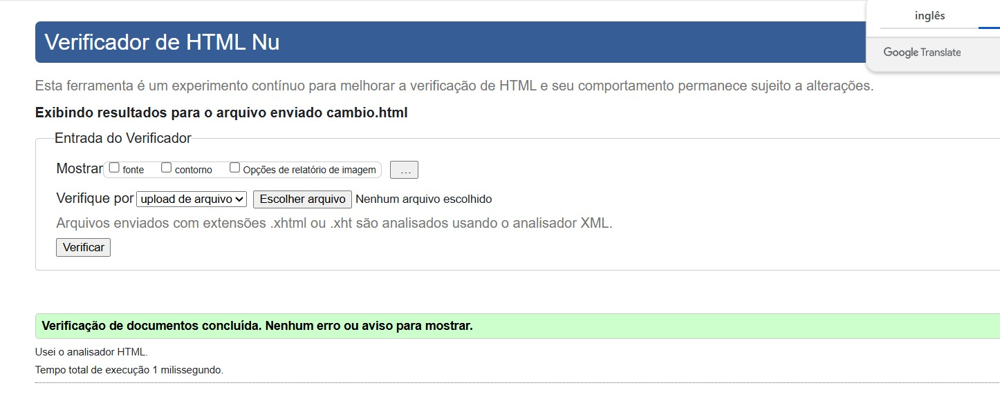 inglês
Google Translate
Verificador de HTML Nu
Esta ferramenta é um experimento contínuo para melhorar a verificação de HTML e seu comportamento permanece sujeito a alterações.
Exibindo resultados para o arquivo enviado cambio.html
Entrada do Verificador
Mostrar fonte contorno Opções de relatório de imagem ...
Verifique por upload de arquivo Escolher arquivo Nenhum arquivo escolhido
Arquivos enviados com extensões .xhtml ou .xht são analisados usando o analisador XML.
Verificar
Verificação de documentos concluída. Nenhum erro ou aviso para mostrar.
Usei o analisador HTML.
Tempo total de execução 1 milissegundo.